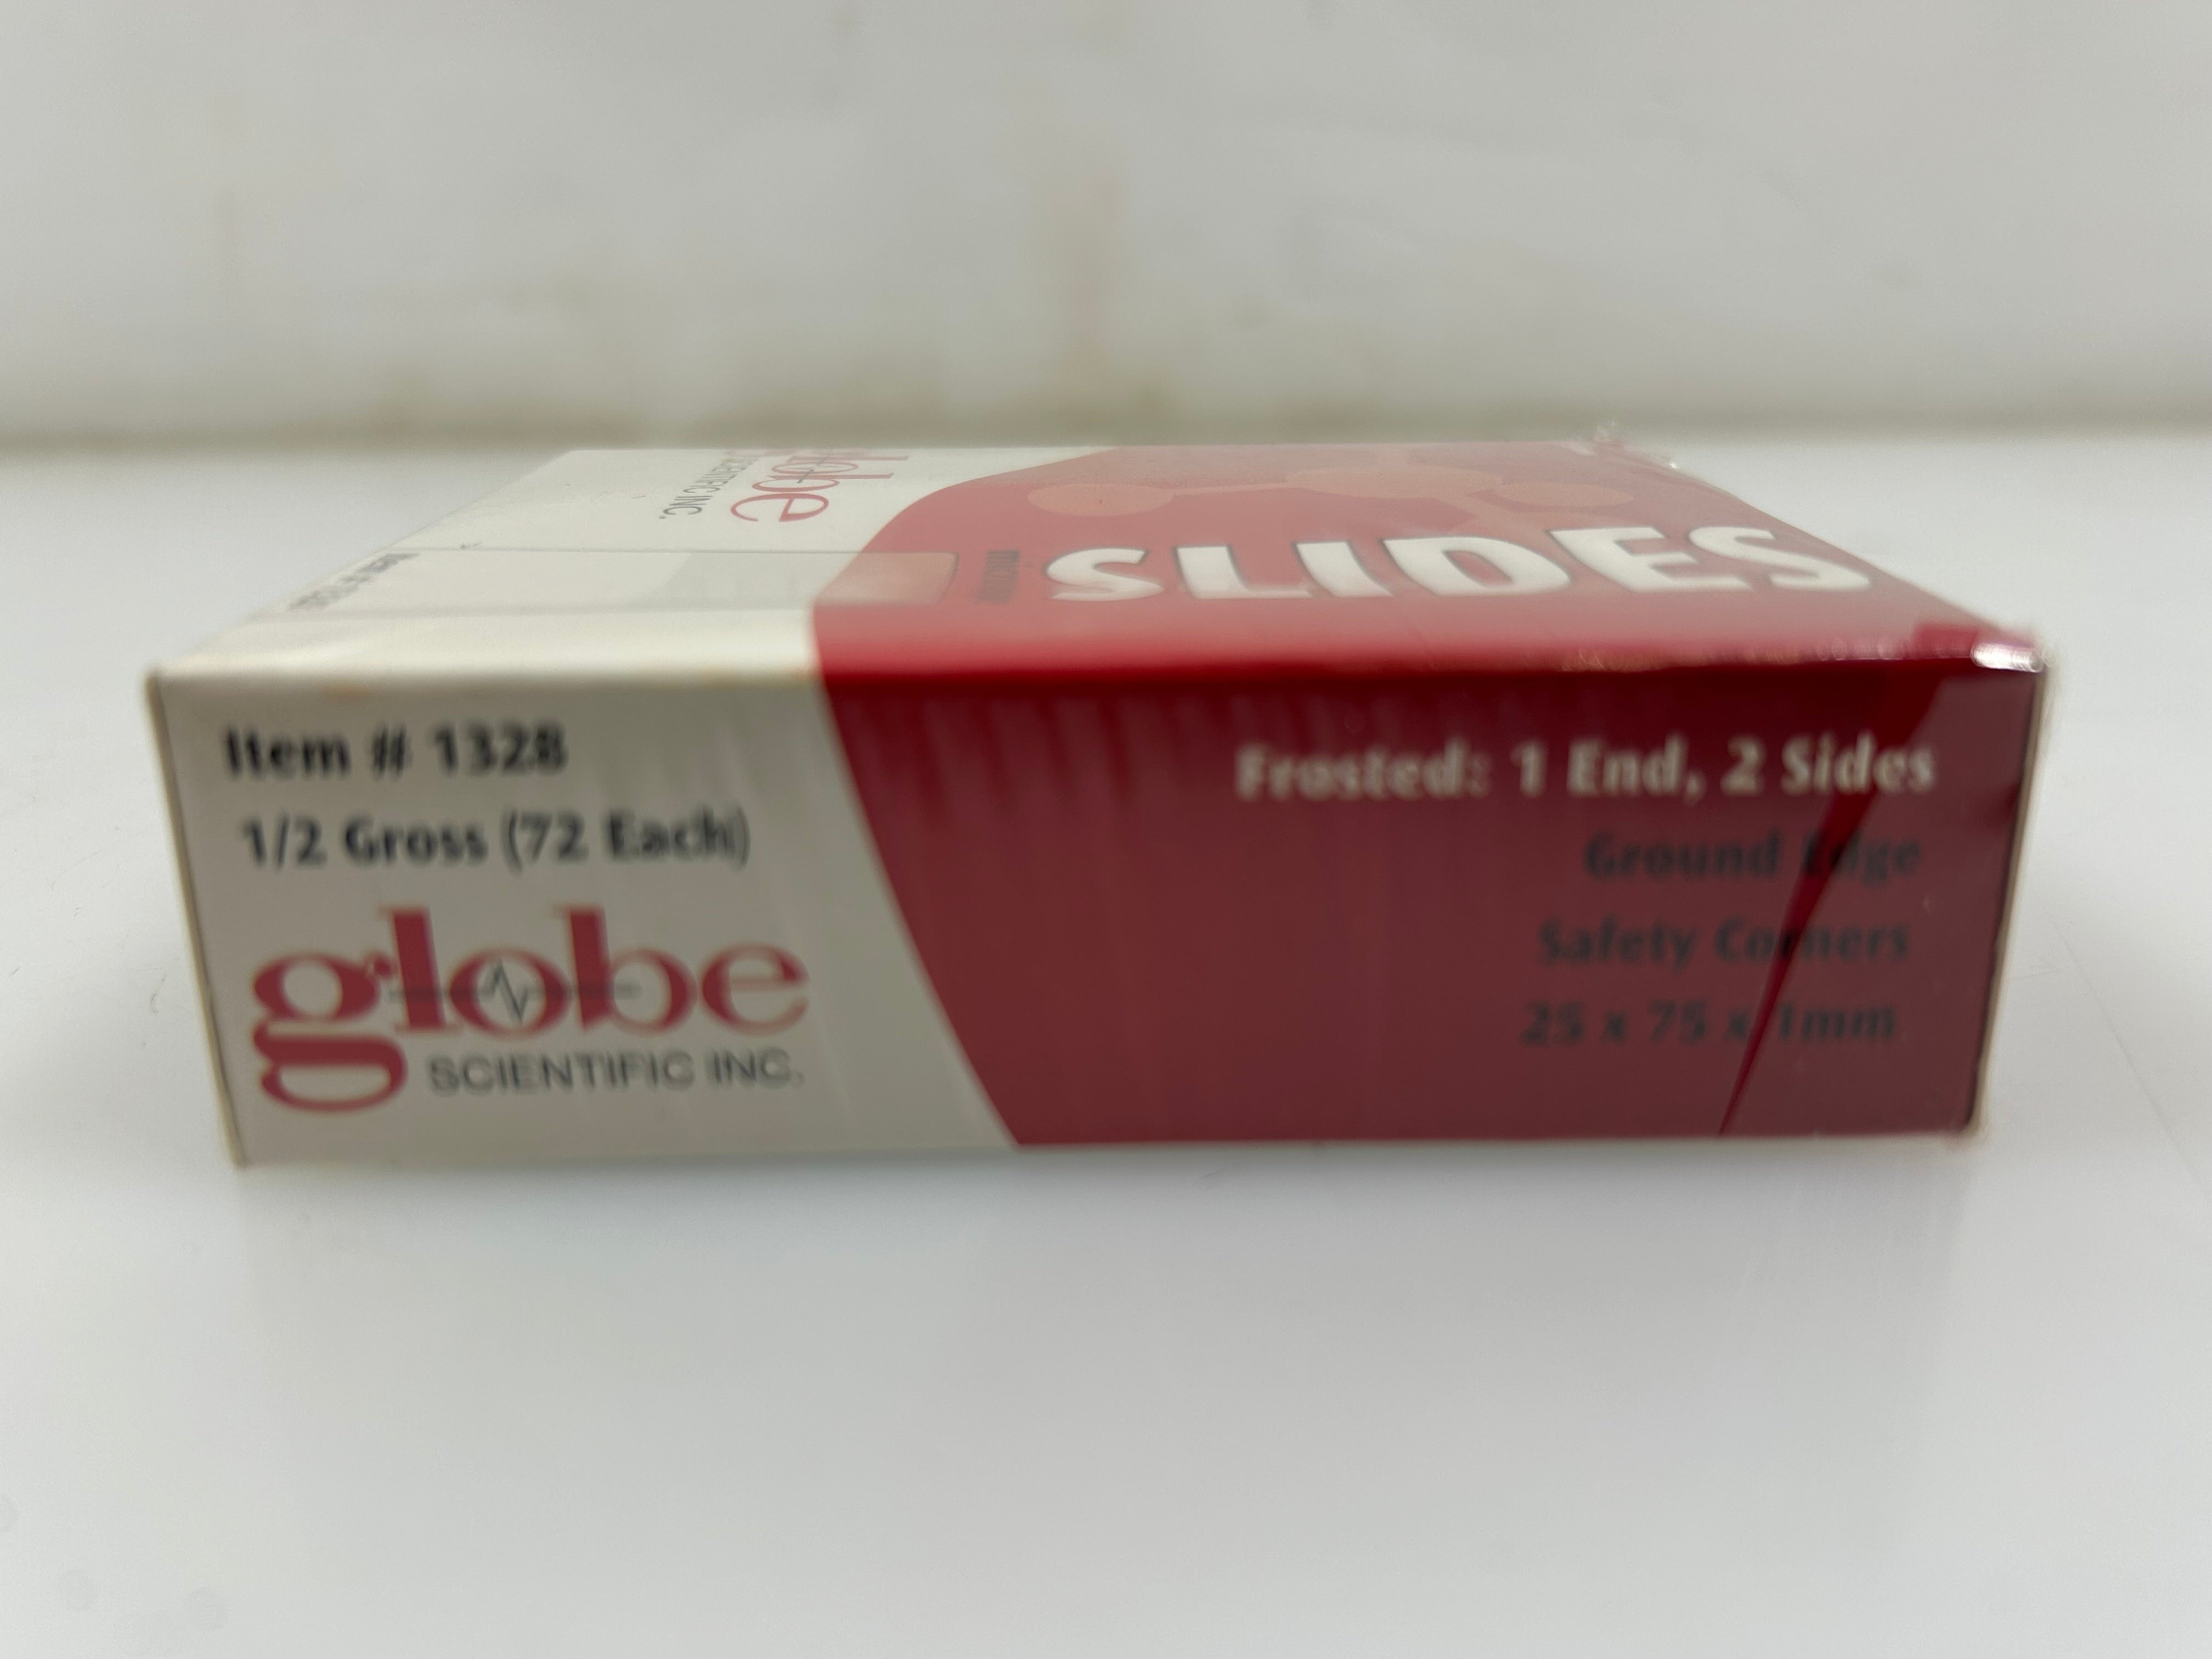 globe
SCIENTIFIC INC.
SLIDES
Item # 1328
1/2 Gross (72 Each)
globe
SCIENTIFIC INC.
Frosted: 1 End, 2 Sides
Ground Edge
Safety Corners
25 x 75 x 1mm